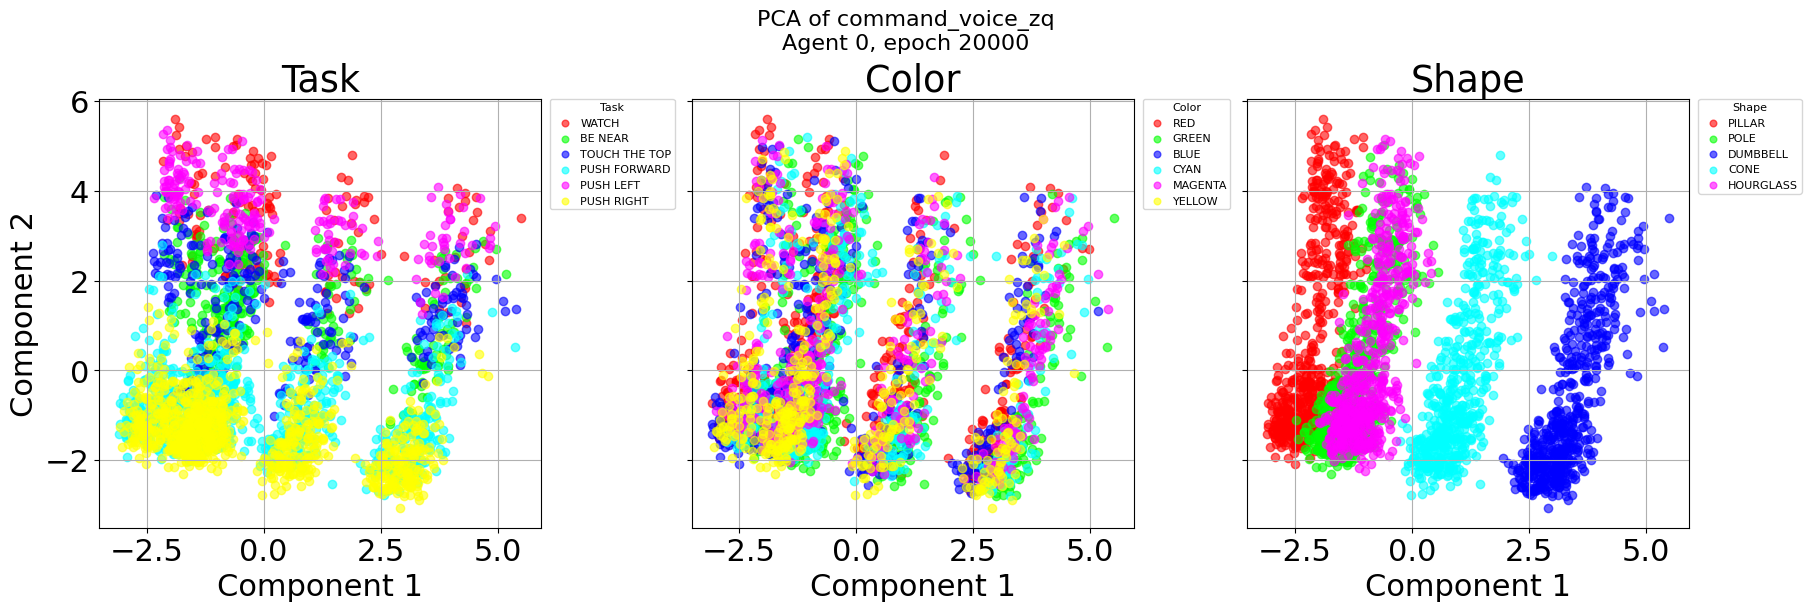 PCA of command_voice_zq
Agent 0, epoch 20000
Task
Component 2
6
4
2
0
−2
−2.5 0.0 2.5 5.0
Component 1
Task
WATCH
BE NEAR
TOUCH THE TOP
PUSH FORWARD
PUSH LEFT
PUSH RIGHT
Color
−2.5 0.0 2.5 5.0
Component 1
Color
RED
GREEN
BLUE
CYAN
MAGENTA
YELLOW
Shape
−2.5 0.0 2.5 5.0
Component 1
Shape
PILLAR
POLE
DUMBBELL
CONE
HOURGLASS